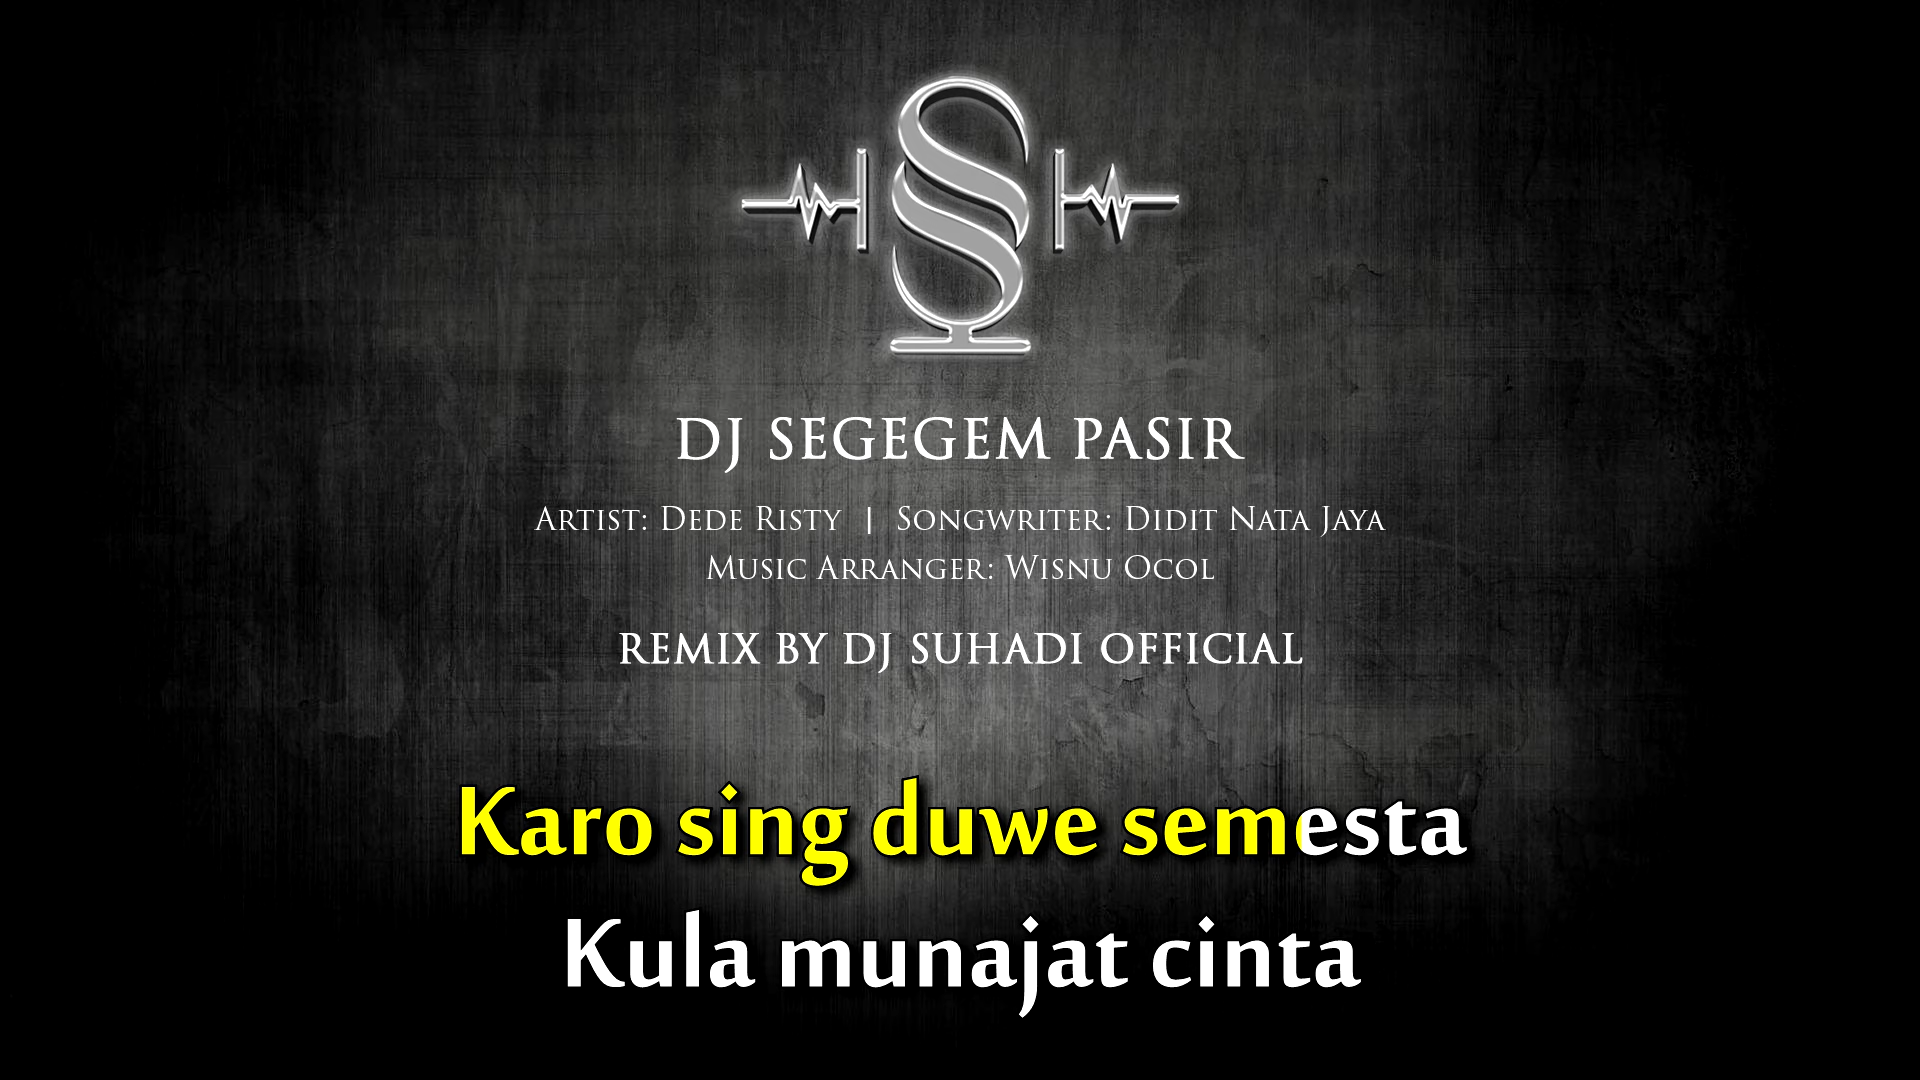 DJ SEGEGEM PASIR
ARTIST: DEDE RISTY | SONGWRITER: DIDIT NATA JAYA
MUSIC ARRANGER: WISNU OCOL
REMIX BY DJ SUHADI OFFICIAL
Karo sing duwe semesta
Kula munajat cinta